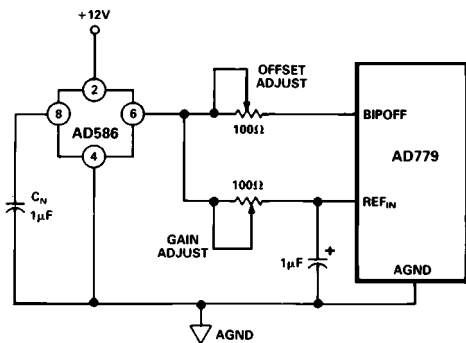 +12V
OFFSET
ADJUST
2
8
6
AD586
4
100Ω
BIPOFF
AD779
CN
1μF
100Ω
REFIN
GAIN
ADJUST
1μF
+
AGND
AGND